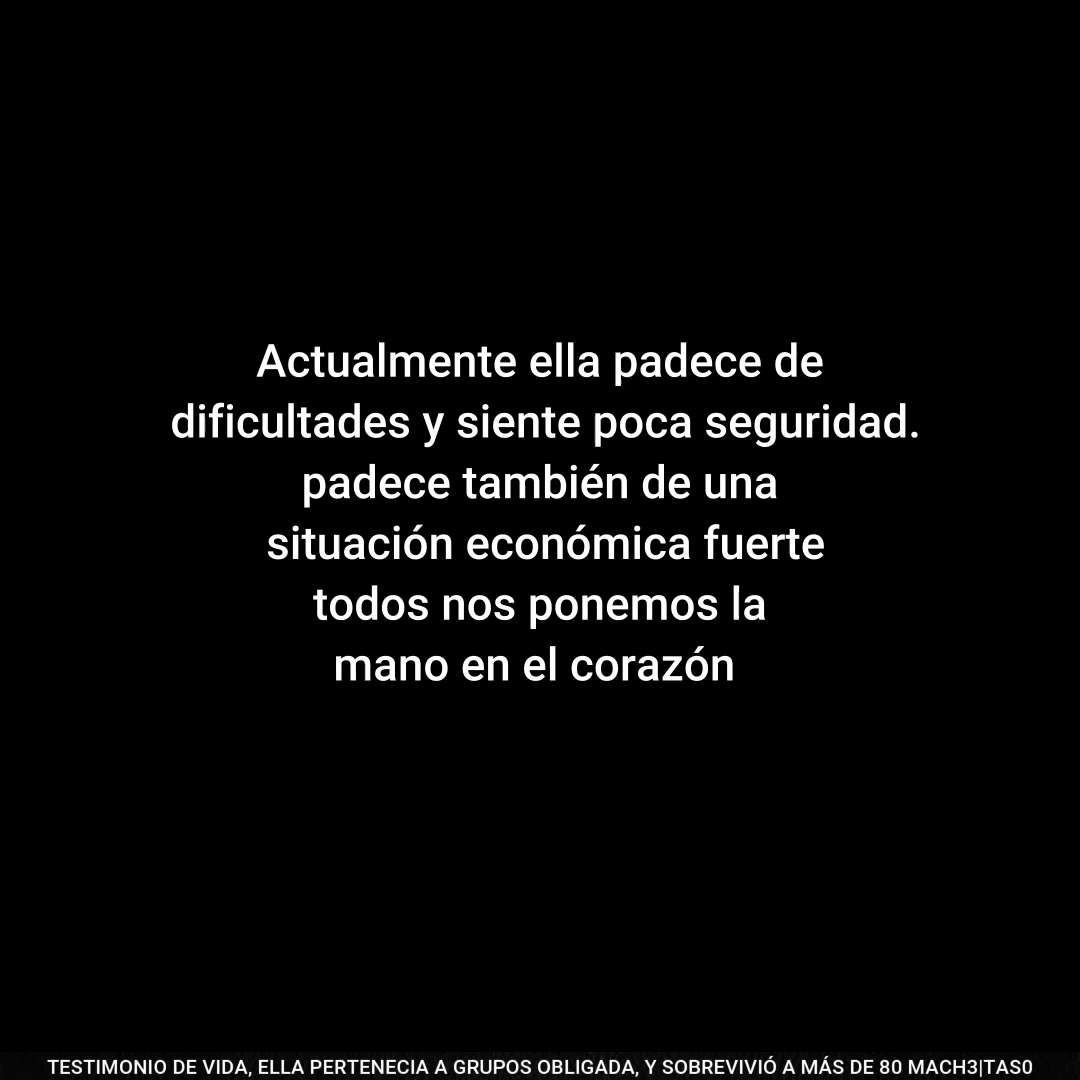 Actualmente ella padece de
dificultades y siente poca seguridad.
padece también de una
situación económica fuerte
todos nos ponemos la
mano en el corazón
TESTIMONIO DE VIDA, ELLA PERTENECIA A GRUPOS OBLIGADA, Y SOBREVIVIÓ A MÁS DE 80 MACH3|TAS0